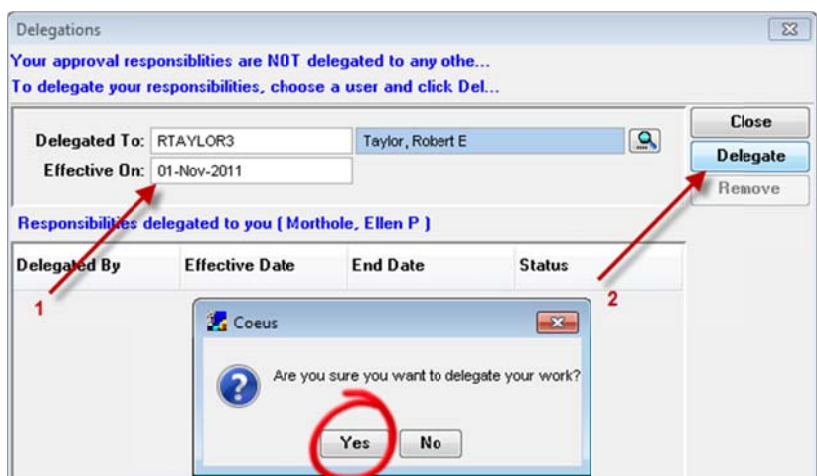 Delegations
Your approval responsiblities are NOT delegated to any othe...
To delegate your responsibilities, choose a user and click Del...
Delegated To: RTAYLOR3 Taylor, Robert E
Effective On: 01-Nov-2011
Close
Delegate
Remove
Responsibilities delegated to you ( Morthole, Ellen P )
Delegated By Effective Date End Date Status
1
2
Coeus
Are you sure you want to delegate your work?
Yes No